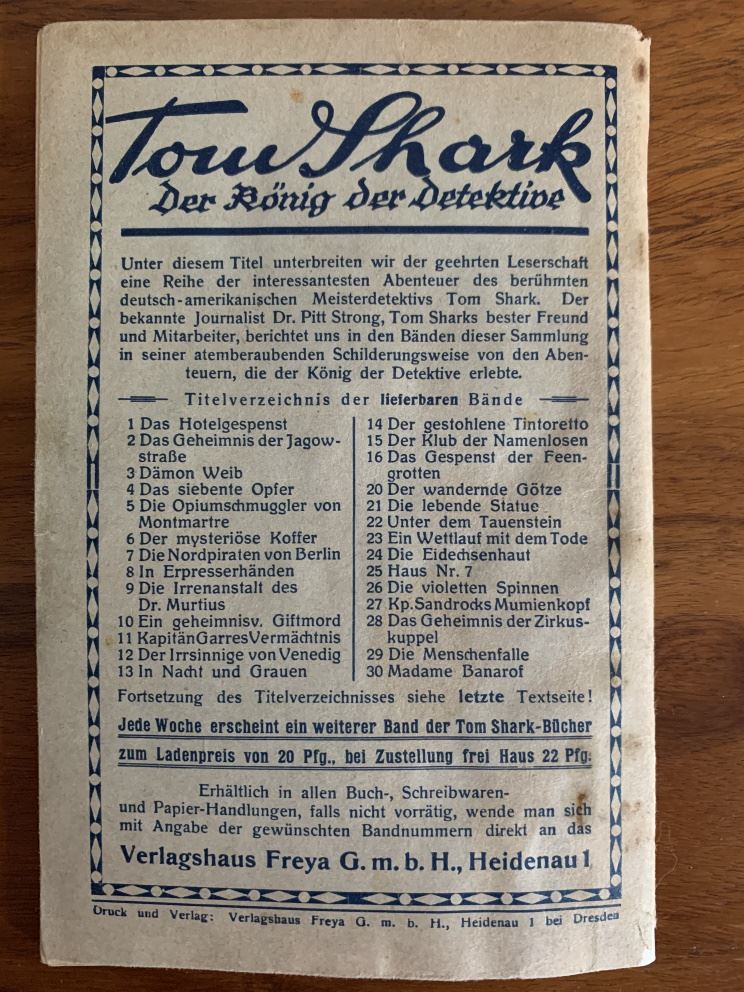 Tom Shark
Der König der Detektive
Unter diesem Titel unterbreiten wir der geehrten Leserschaft
eine Reihe der interessantesten Abenteuer des berühmten
deutsch-amerikanischen Meisterdetektivs Tom Shark. Der
bekannte Journalist Dr. Pitt Strong, Tom Sharks bester Freund
und Mitarbeiter, berichtet uns in den Bänden dieser Sammlung
in seiner atemberaubenden Schilderungsweise von den Aben-
teuern, die der König der Detektive erlebte.
Titelverzeichnis der lieferbaren Bände
1 Das Hotelgespenst
2 Das Geheimnis der Jagow-
straße
3 Dämon Weib
4 Das siebente Opfer
5 Die Opiumschmuggler von
Montmartre
6 Der mysteriöse Koffer
7 Die Nordpiraten von Berlin
8 In Erpresserhänden
9 Die Irrenanstalt des
Dr. Murtius
10 Ein geheimnisv. Giftmord
11 Kapitän Garres Vermächtnis
12 Der Irrsinnige von Venedig
13 In Nacht und Grauen
14 Der gestohlene Tintoretto
15 Der Klub der Namenlosen
16 Das Gespenst der Feen-
grotten
20 Der wandernde Götze
21 Die lebende Statue
22 Unter dem Tauenstein
23 Ein Wettlauf mit dem Tode
24 Die Eidechsenhaut
25 Haus Nr. 7
26 Die violetten Spinnen
27 Kp. Sandrocks Mumienkopf
28 Das Geheimnis der Zirkus-
kuppel
29 Die Menschenfalle
30 Madame Banarof
Fortsetzung des Titelverzeichnisses siehe letzte Textseite!
Jede Woche erscheint ein weiterer Band der Tom Shark-Bücher
zum Ladenpreis von 20 Pfg., bei Zustellung frei Haus 22 Pfg.
Erhältlich in allen Buch-, Schreibwaren-
und Papier-Handlungen, falls nicht vorrätig, wende man sich
mit Angabe der gewünschten Bandnummern direkt an das
Verlagshaus Freya G. m. b. H., Heidenau 1
Druck und Verlag: Verlagshaus Freya G. m. b. H., Heidenau 1 bei Dresden